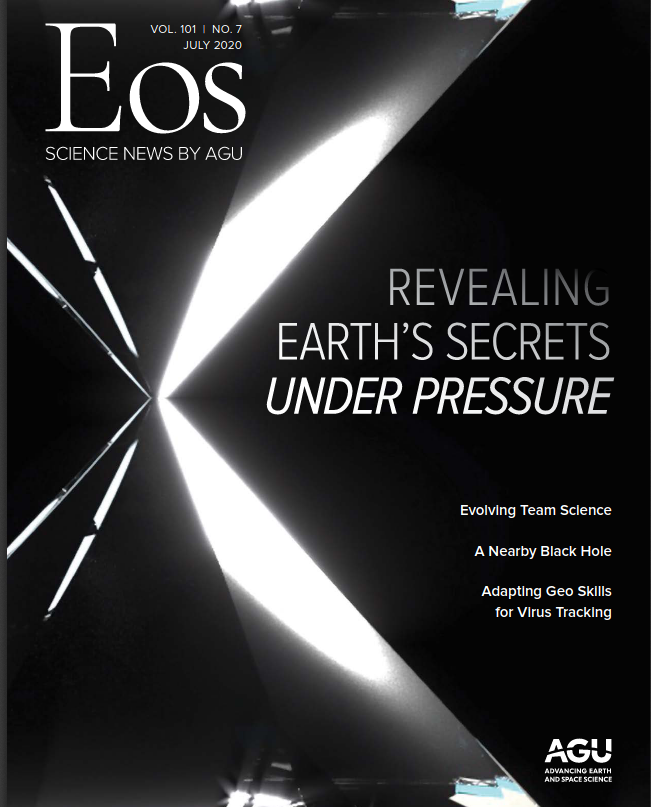 VOL. 101 | NO. 7
JULY 2020
Eos
SCIENCE NEWS BY AGU
REVEALING
EARTH'S SECRETS
UNDER PRESSURE
Evolving Team Science
A Nearby Black Hole
Adapting Geo Skills
for Virus Tracking
AGU
ADVANCING EARTH
AND SPACE SCIENCE